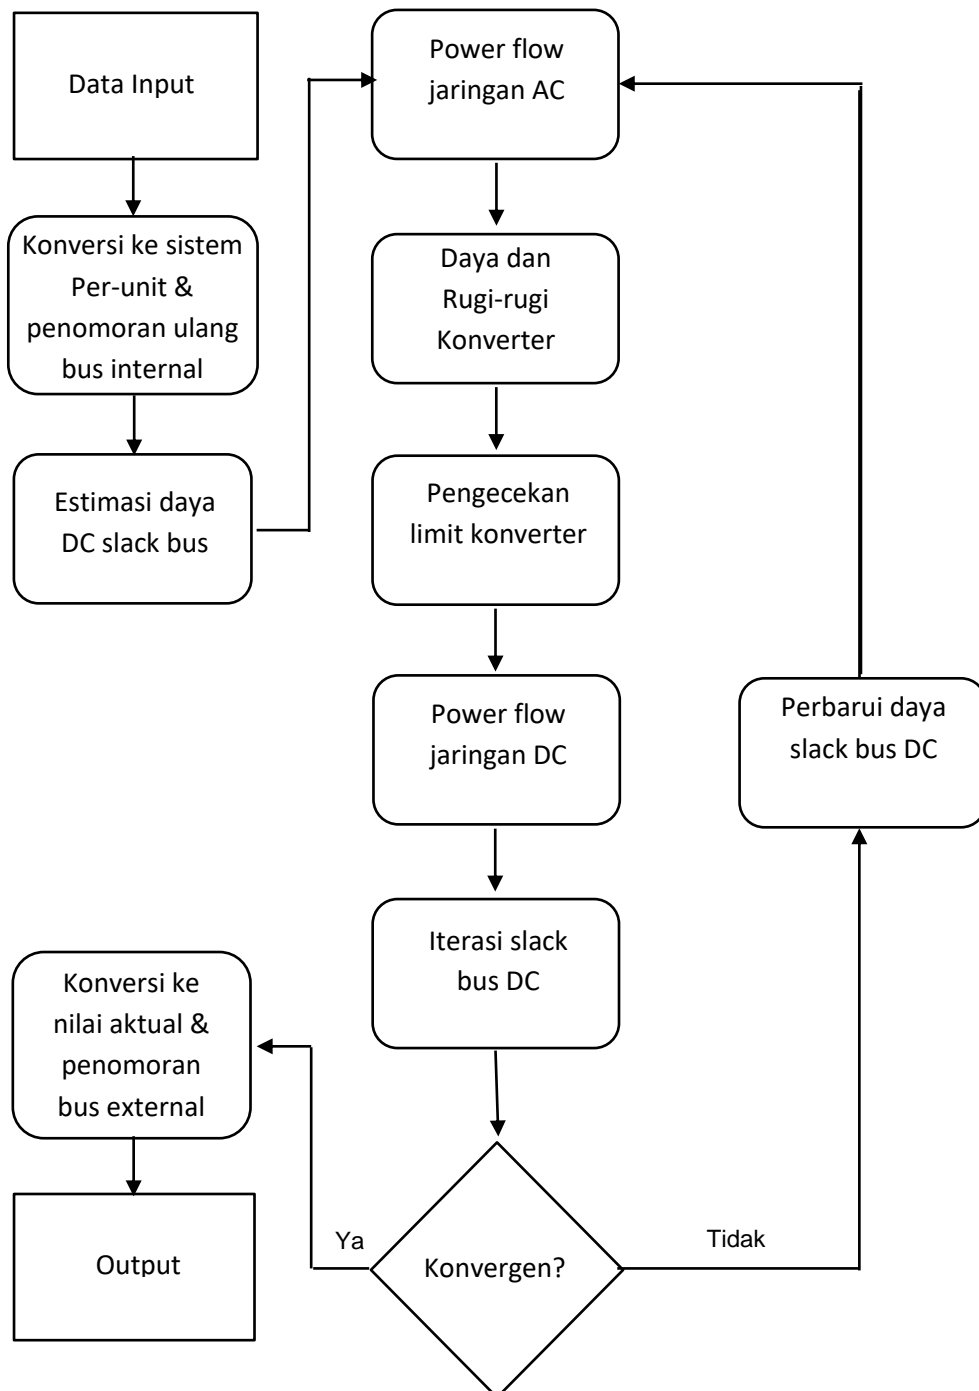 Data Input
Konversi ke sistem
Per-unit &
penomoran ulang
bus internal
Estimasi daya
DC slack bus
Power flow
jaringan AC
Daya dan
Rugi-rugi
Konverter
Pengecekan
limit konverter
Power flow
jaringan DC
Iterasi slack
bus DC
Konvergen?
Tidak
Perbarui daya
slack bus DC
Ya
Konversi ke
nilai aktual &
penomoran
bus external
Output